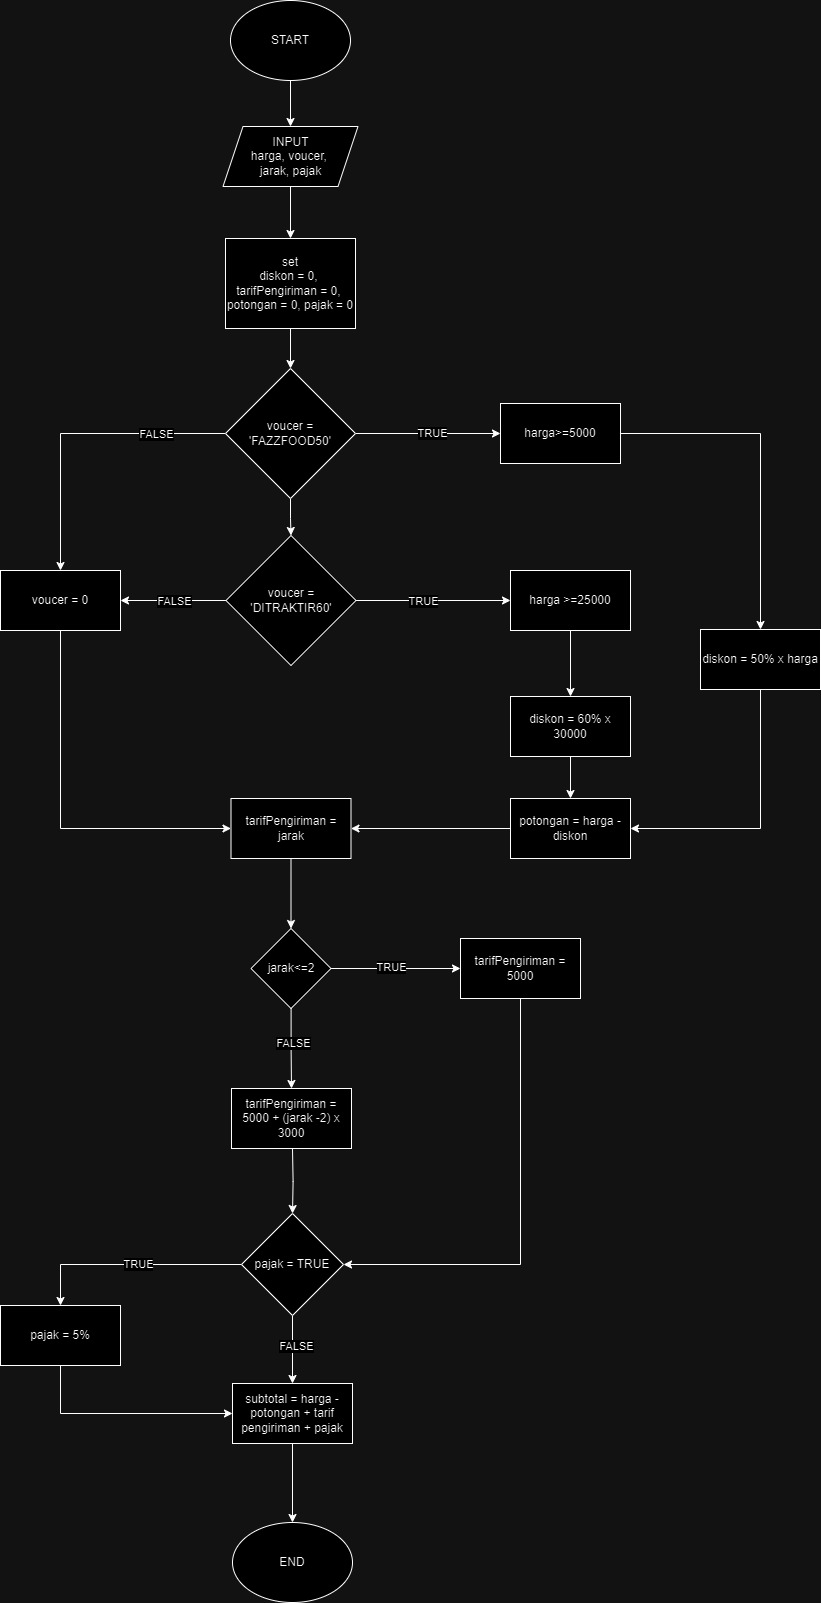 START
INPUT
harga, voucer,
jarak, pajak
set
diskon = 0,
tarifPengiriman = 0,
potongan = 0, pajak = 0
voucer =
'FAZZFOOD50'
FALSE
TRUE
harga>=5000
voucer = 0
FALSE
voucer =
'DITRAKTIR60'
TRUE
harga >=25000
diskon = 50% x harga
diskon = 60% x
30000
tarifPengiriman =
jarak
potongan = harga -
diskon
jarak<=2
TRUE
tarifPengiriman =
5000
FALSE
tarifPengiriman =
5000 + (jarak -2) x
3000
TRUE
pajak = TRUE
pajak = 5%
FALSE
subtotal = harga -
potongan + tarif
pengiriman + pajak
END